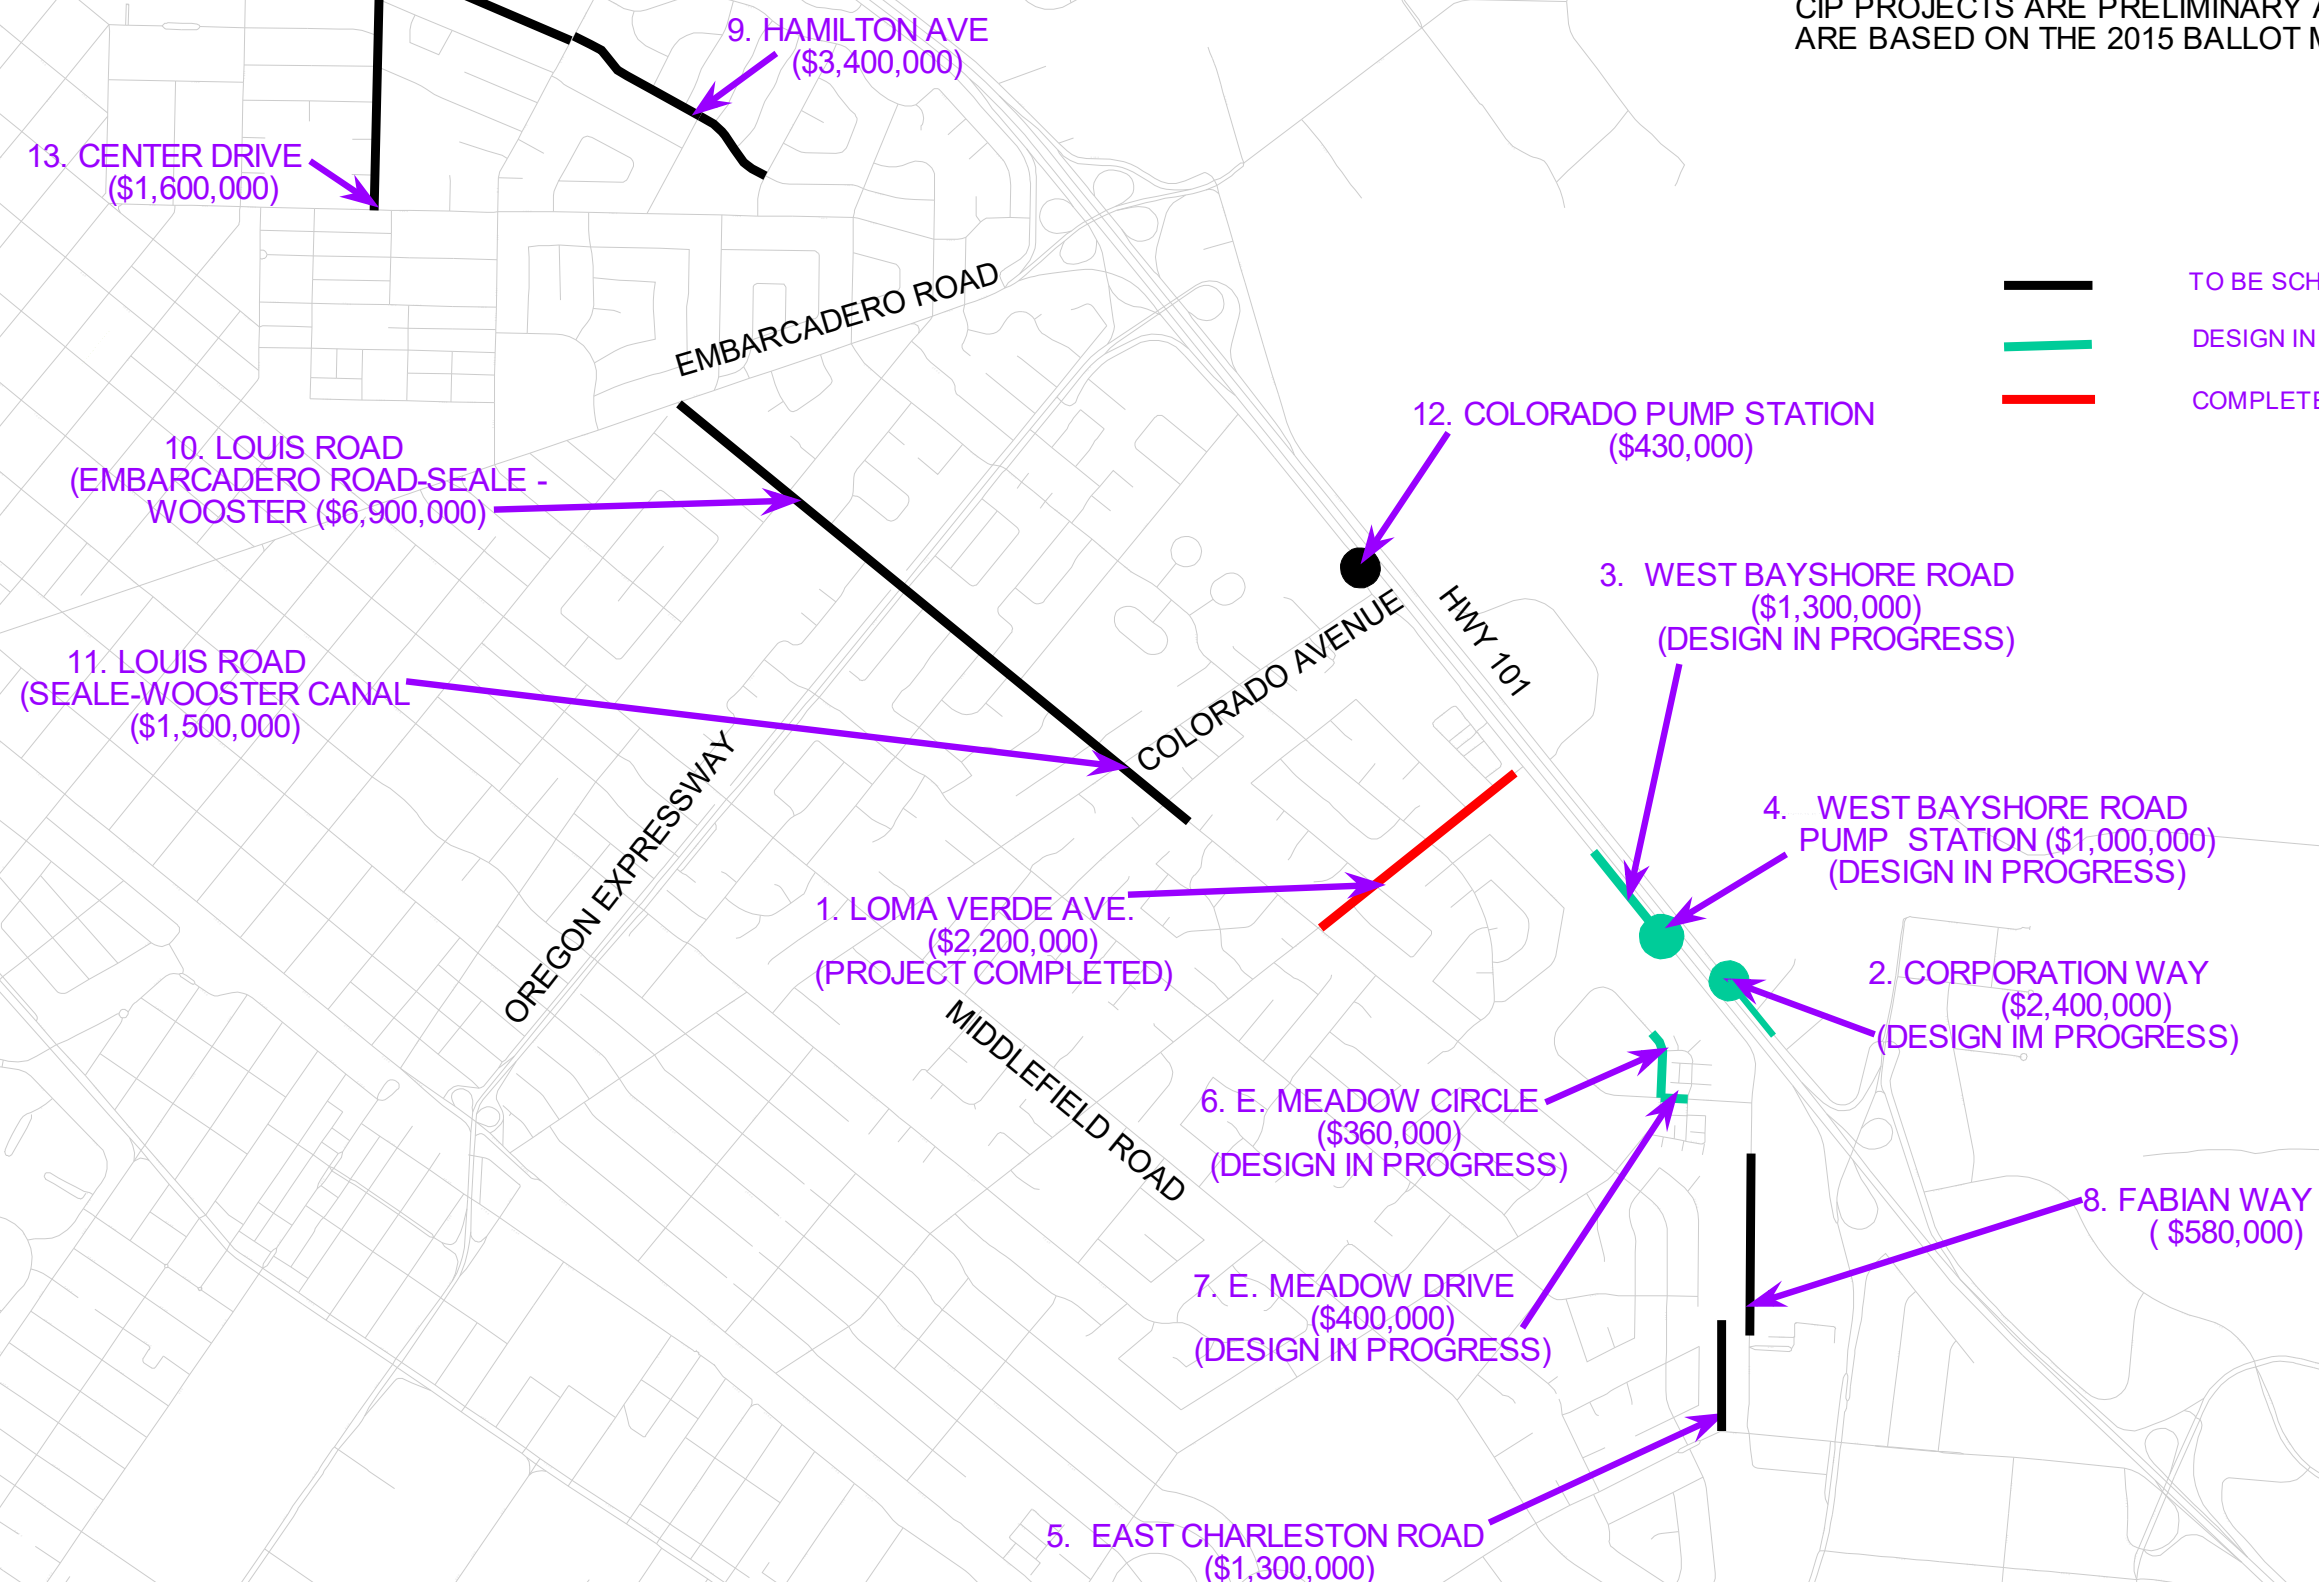 CIP PROJECTS ARE PRELIMINARY
ARE BASED ON THE 2015 BALLOT
9. HAMILTON AVE
($3,400,000)
13. CENTER DRIVE
($1,600,000)
EMBARCADERO ROAD
TO BE
DESIGN IN
12. COLORADO PUMP STATION
($430,000)
10. LOUIS ROAD
(EMBARCADERO ROAD-SEALE -
WOOSTER ($6,900,000)
3. WEST BAYSHORE ROAD
($1,300,000)
(DESIGN IN PROGRESS)
HWY 101
COLORADO AVENUE
11. LOUIS ROAD
(SEALE-WOOSTER CANAL
($1,500,000)
OREGON EXPRESSWAY
4. WEST BAYSHORE ROAD
PUMP STATION ($1,000,000)
(DESIGN IN PROGRESS)
1. LOMA VERDE AVE.
($2,200,000)
(PROJECT COMPLETED)
2. CORPORATION WAY
($2,400,000)
(DESIGN IM PROGRESS)
MIDDLEFIELD ROAD
6. E. MEADOW CIRCLE
($360,000)
(DESIGN IN PROGRESS)
8. FABIAN WAY
( $580,000)
7. E. MEADOW DRIVE
($400,000)
(DESIGN IN PROGRESS)
5. EAST CHARLESTON ROAD
($1,300,000)